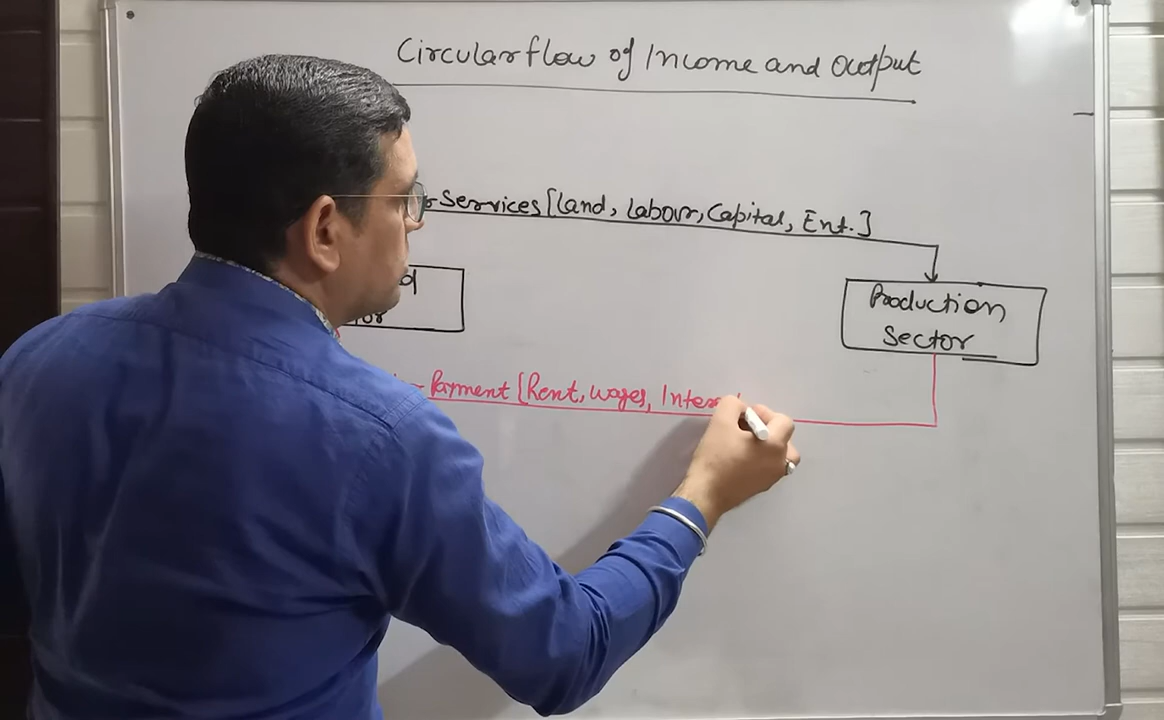 Circular flow of Income and Output
Services [Land, Labour, Capital, Ent.]
Production
Sector
Payment [Rent, Wages, Inter